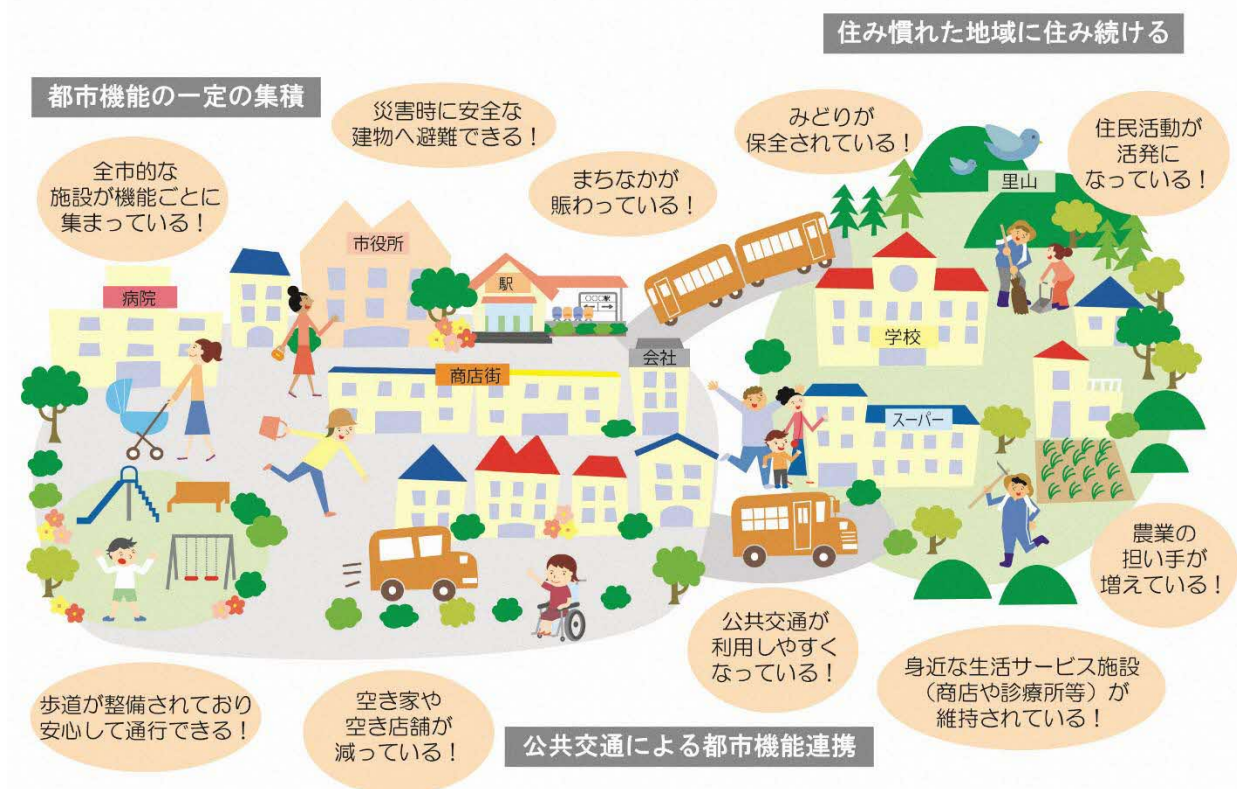 住み慣れた地域に住み続ける
都市機能の一定の集積
災害時に安全な
建物へ避難できる！
みどりが
保全されている！
住民活動が
活発に
なっている！
全市的な
施設が機能ごとに
集まっている！
まちなかが
賑わっている！
里山
市役所
駅
○○○駅
病院
学校
会社
商店街
スーパー
農業の
担い手が
増えている！
公共交通が
利用しやすく
なっている！
身近な生活サービス施設
（商店や診療所等）が
維持されている！
歩道が整備されており
安心して通行できる！
空き家や
空き店舗が
減っている！
公共交通による都市機能連携